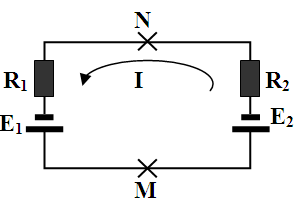 N
R₁ I R₂
E₁ E₂
M